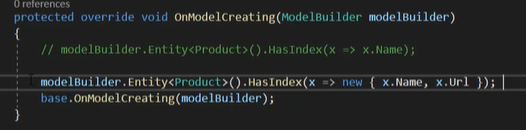 0 references
protected override void OnModelCreating(ModelBuilder modelBuilder)
{
// modelBuilder.Entity<Product>().HasIndex(x => x.Name);
modelBuilder.Entity<Product>().HasIndex(x => new { x.Name, x.Url });
base.OnModelCreating(modelBuilder);
}